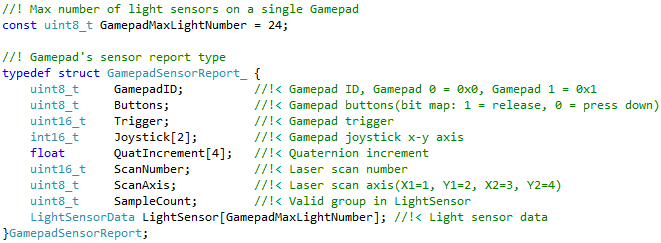 //! Max number of light sensors on a single Gamepad
const uint8_t GamepadMaxLightNumber = 24;
//! Gamepad's sensor report type
typedef struct GamepadSensorReport_ {
uint8_t GamepadID; //!< Gamepad ID, Gamepad 0 = 0x0, Gamepad 1 = 0x1
uint8_t Buttons; //!< Gamepad buttons(bit map: 1 = release, 0 = press down)
uint16_t Trigger; //!< Gamepad trigger
int16_t Joystick[2]; //!< Gamepad joystick x-y axis
float QuatIncrement[4]; //!< Quaternion increment
uint16_t ScanNumber; //!< Laser scan number
uint8_t ScanAxis; //!< Laser scan axis(X1=1, Y1=2, X2=3, Y2=4)
uint8_t SampleCount; //!< Valid group in LightSensor
LightSensorData LightSensor[GamepadMaxLightNumber]; //!< Light sensor data
}GamepadSensorReport;